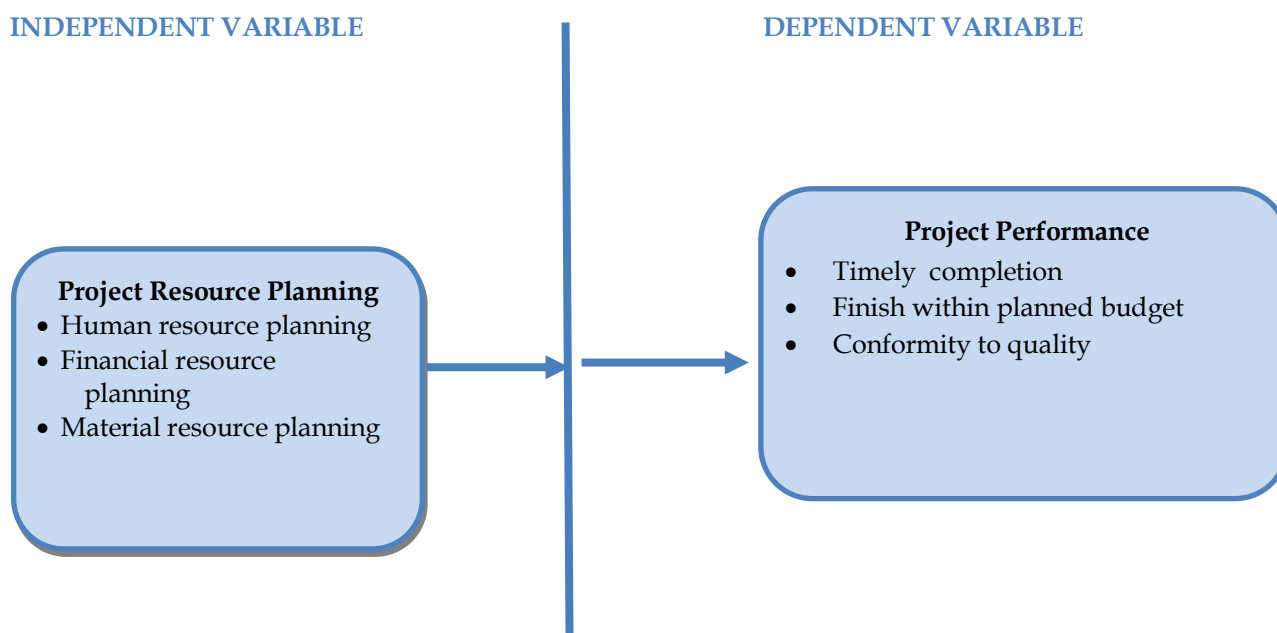 INDEPENDENT VARIABLE
DEPENDENT VARIABLE
Project Resource Planning
• Human resource planning
• Financial resource
planning
• Material resource planning
Project Performance
• Timely completion
• Finish within planned budget
• Conformity to quality